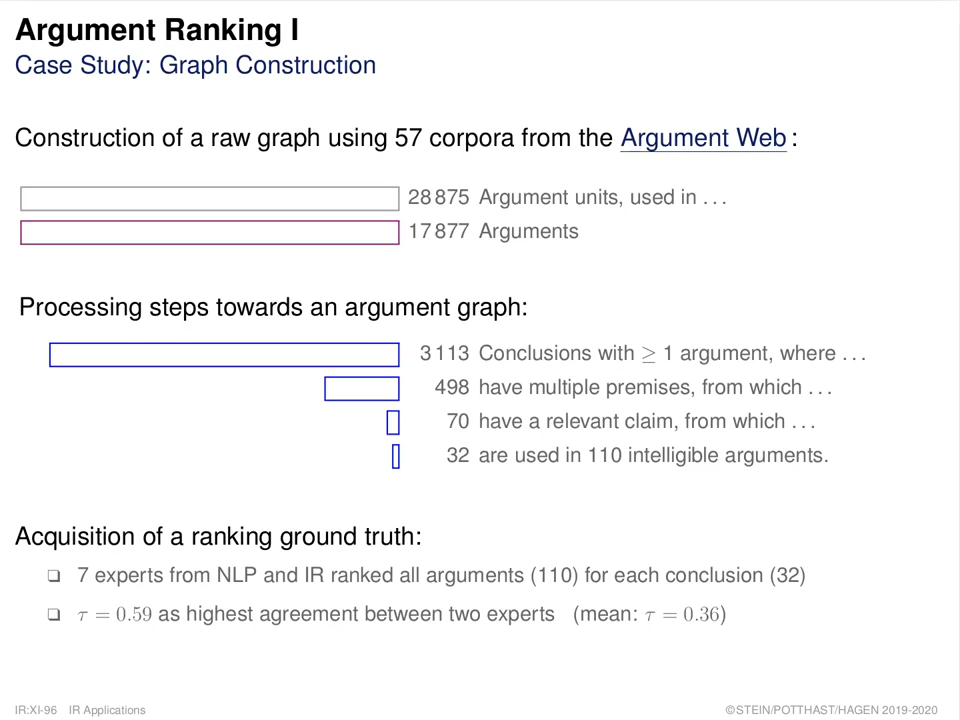 Argument Ranking I
Case Study: Graph Construction
Construction of a raw graph using 57 corpora from the Argument Web :
28 875 Argument units, used in . . .
17 877 Arguments
Processing steps towards an argument graph:
3 113 Conclusions with ≥ 1 argument, where . . .
498 have multiple premises, from which . . .
70 have a relevant claim, from which . . .
32 are used in 110 intelligible arguments.
Acquisition of a ranking ground truth:
❑ 7 experts from NLP and IR ranked all arguments (110) for each conclusion (32)
❑ τ = 0.59 as highest agreement between two experts (mean: τ = 0.36)
IR:XI-96 IR Applications ©STEIN/POTTHAST/HAGEN 2019-2020